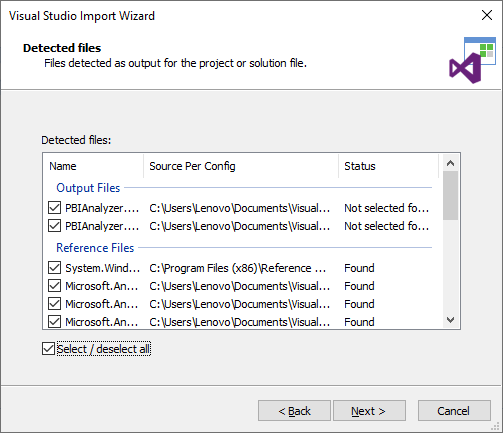 Visual Studio Import Wizard
Detected files
Files detected as output for the project or solution file.
Detected files:
Name Source Per Config Status
Output Files
PBIAnalyzer.... C:\Users\Lenovo\Documents\Visual... Not selected fo...
PBIAnalyzer.... C:\Users\Lenovo\Documents\Visual... Not selected fo...
Reference Files
System.Wind... C:\Program Files (x86)\Reference ... Found
Microsoft.An... C:\Users\Lenovo\Documents\Visual... Found
Microsoft.An... C:\Users\Lenovo\Documents\Visual... Found
Microsoft.An... C:\Users\Lenovo\Documents\Visual... Found
Select / deselect all
< Back Next > Cancel